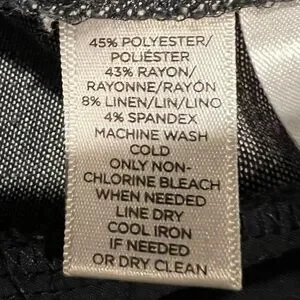 45% POLYESTER/
POLIÉSTER
43% RAYON/
RAYONNE/RAYÓN
8% LINEN/LIN/LINO
4% SPANDEX
MACHINE WASH
COLD
ONLY NON-
CHLORINE BLEACH
WHEN NEEDED
LINE DRY
COOL IRON
IF NEEDED
OR DRY CLEAN